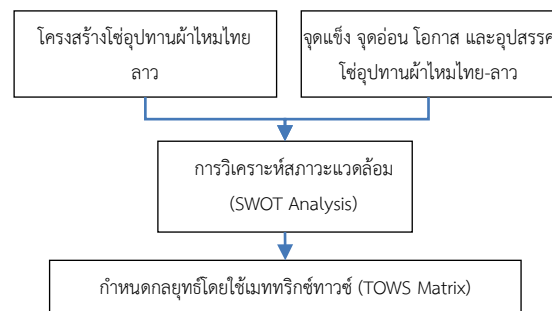 โครงสร้างโซ่อุปทานผ้าไหมไทย
ลาว
จุดแข็ง จุดอ่อน โอกาส และอุปสรรค
โซ่อุปทานผ้าไหมไทย-ลาว
การวิเคราะห์สภาวะแวดล้อม
(SWOT Analysis)
กำหนดกลยุทธ์โดยใช้เมททริกซ์ทาวซ์ (TOWS Matrix)